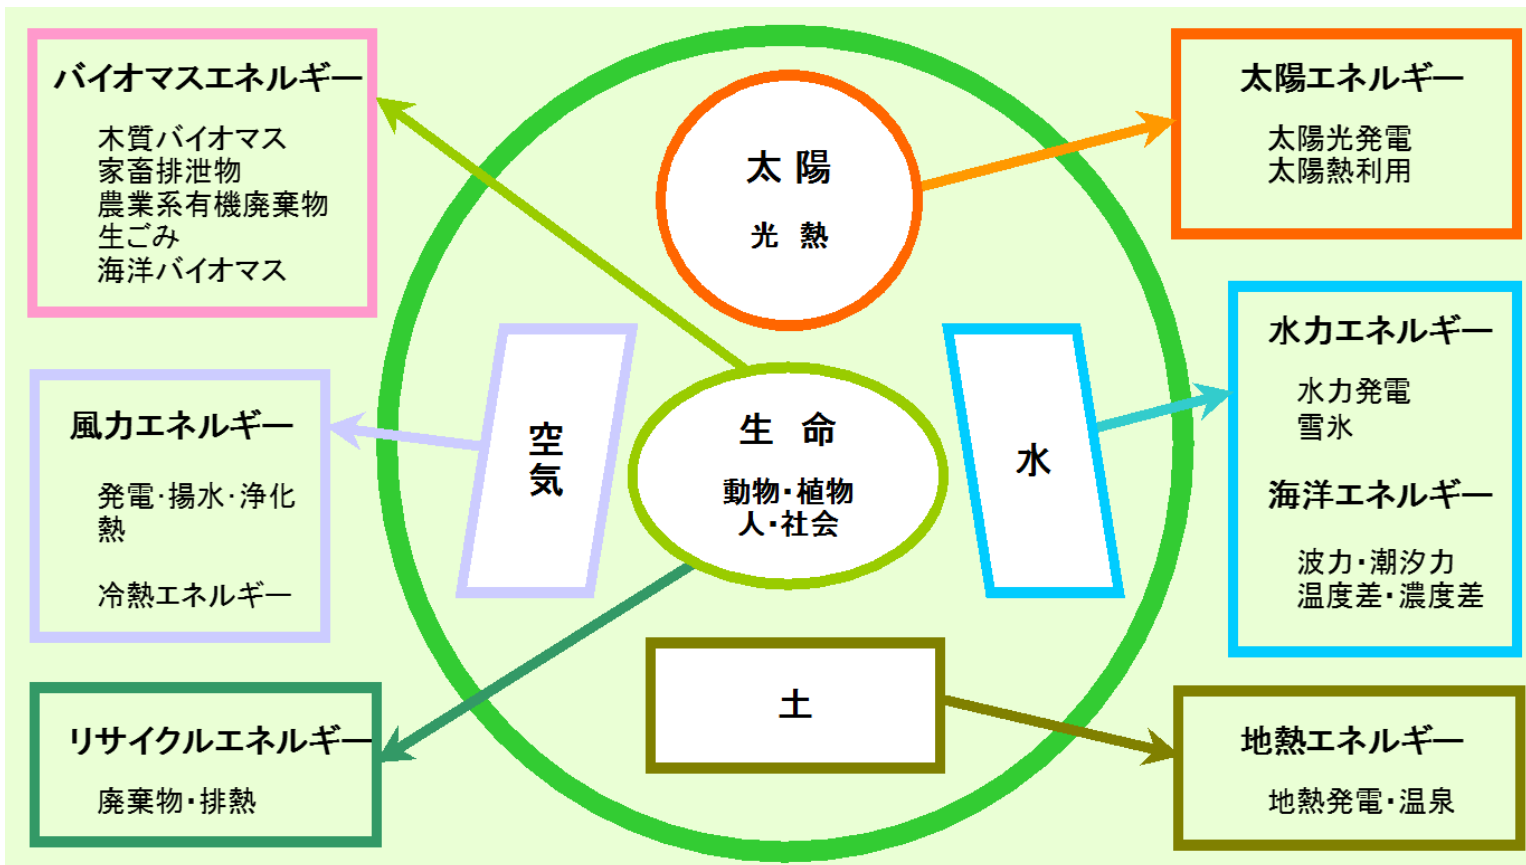 バイオマスエネルギー
木質バイオマス
家畜排泄物
農業系有機廃棄物
生ごみ
海洋バイオマス
風力エネルギー
発電･揚水･浄化
熱
冷熱エネルギー
リサイクルエネルギー
廃棄物・排熱
太 陽
光 熱
空
気
生 命
動物・植物
人・社会
水
土
太陽エネルギー
太陽光発電
太陽熱利用
水力エネルギー
水力発電
雪氷
海洋エネルギー
波力・潮汐力
温度差・濃度差
地熱エネルギー
地熱発電・温泉